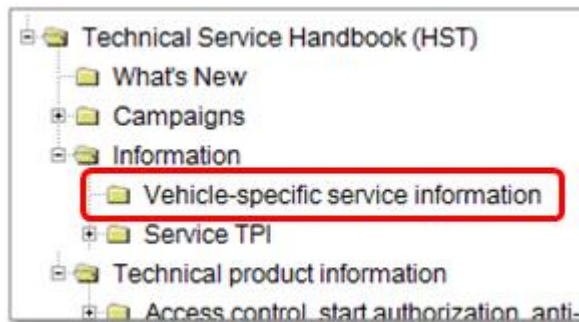 Technical Service Handbook (HST)
What's New
Campaigns
Information
Vehicle-specific service information
Service TPI
Technical product information
Access control, start authorization, anti-